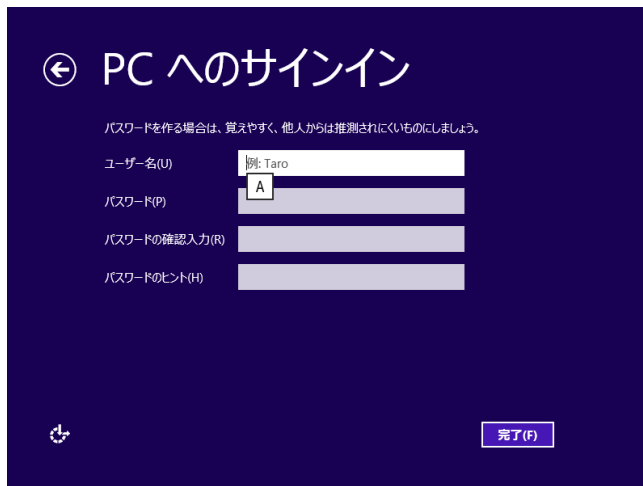 PC へのサインイン
パスワードを作る場合は、覚えやすく、他人からは推測されにくいものにしましょう。
ユーザー名(U)
例: Taro
A
パスワード(P)
パスワードの確認入力(R)
パスワードのヒント(H)
完了(F)